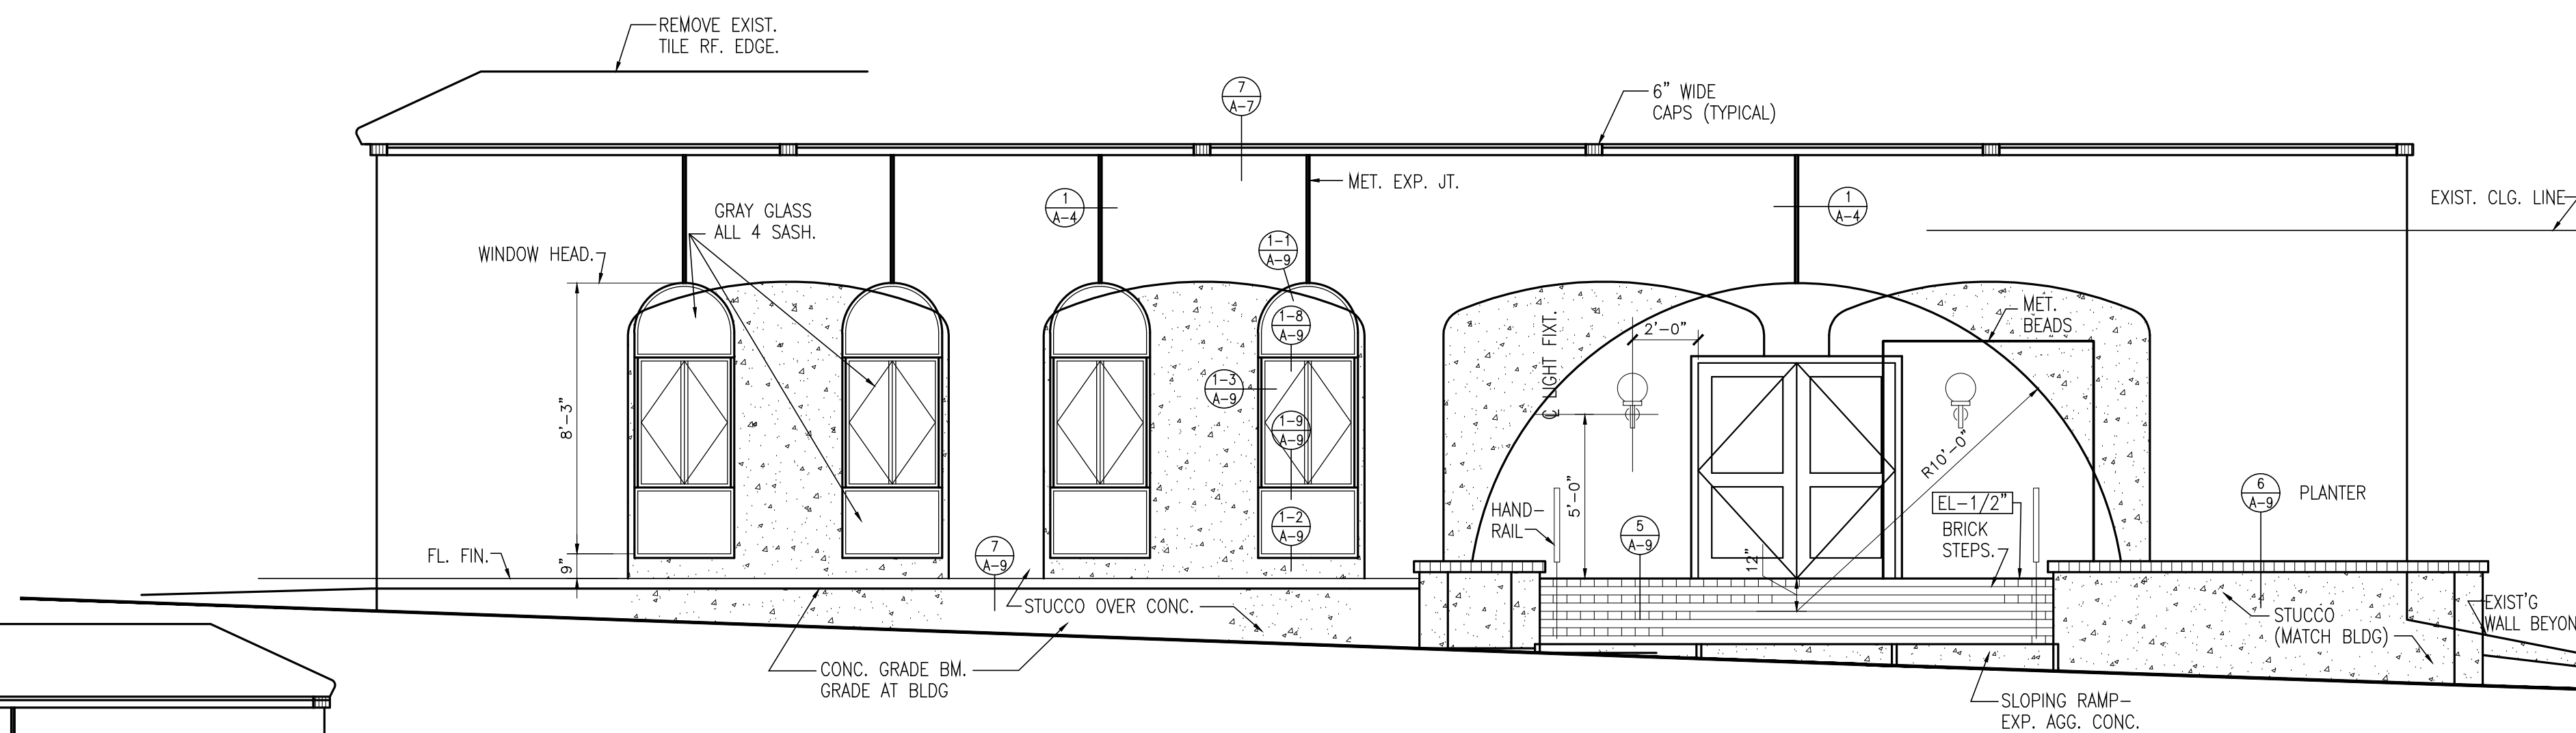 REMOVE EXIST.
TILE RF. EDGE.
7
A-7
6" WIDE
CAPS (TYPICAL)
MET. EXP. JT.
1
A-4
1
A-4
EXIST. CLG. LINE
GRAY GLASS
ALL 4 SASH.
WINDOW HEAD.
1-1
A-9
1-8
A-9
1-3
A-9
1-9
A-9
1-2
A-9
8'-3"
9"
FL. FIN.
7
A-9
STUCCO OVER CONC.
CONC. GRADE BM.
GRADE AT BLDG
℄ LIGHT FIXT.
2'-0"
MET.
BEADS
5'-0"
HAND-
RAIL
5
A-9
12"
R10'-0"
EL-1/2"
BRICK
STEPS.
6
A-9
PLANTER
STUCCO
(MATCH BLDG)
EXIST'G
WALL BEYON
SLOPING RAMP-
EXP. AGG. CONC.